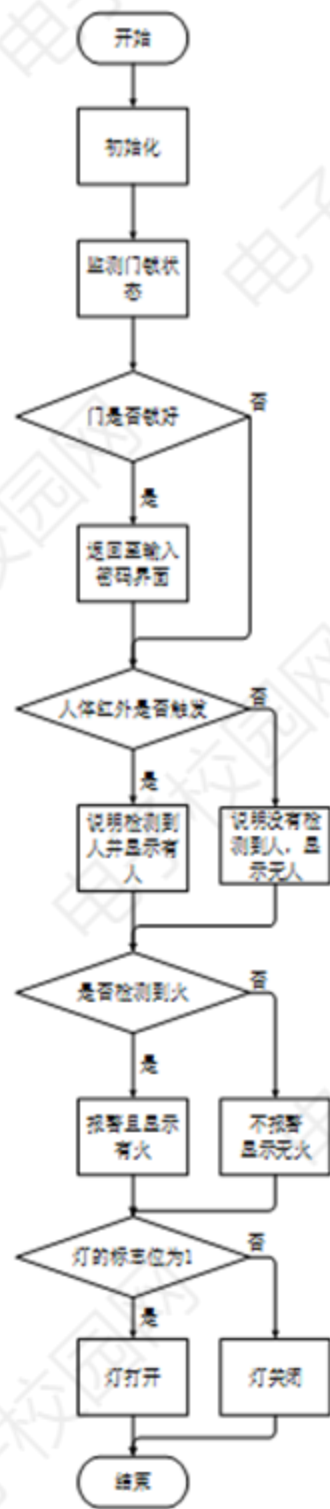 开始
初始化
监测门锁状
态
门是否锁好
否
是
返回至输入
密码界面
人体红外是否触发
否
是
说明检测到
人并显示有
人
说明没有检
测到人，显
示无人
是否检测到火
否
是
报警且显示
有火
不报警
显示无火
灯的标志位为1
否
是
灯打开
灯关闭
结束